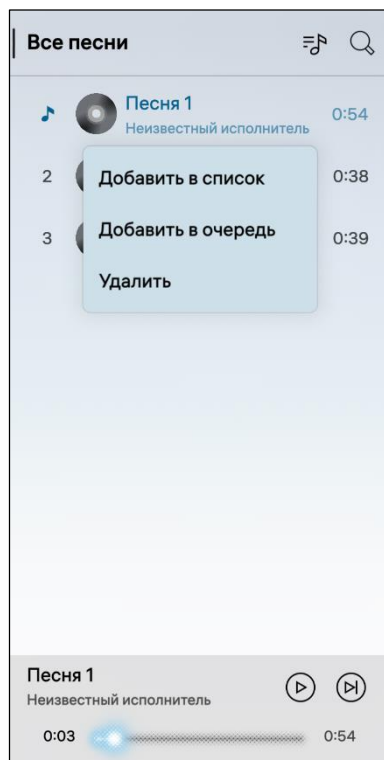 Все песни
Песня 1
Неизвестный исполнитель
0:54
2
Добавить в список
0:38
3
Добавить в очередь
0:39
Удалить
Песня 1
Неизвестный исполнитель
0:03
0:54